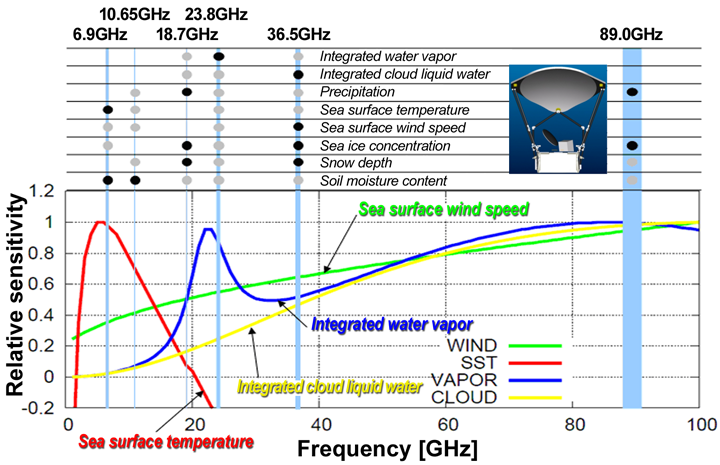 10.65GHz 23.8GHz
6.9GHz 18.7GHz 36.5GHz 89.0GHz
Integrated water vapor
Integrated cloud liquid water
Precipitation
Sea surface temperature
Sea surface wind speed
Sea ice concentration
Snow depth
Soil moisture content
1.2
1
0.8
0.6
0.4
0.2
0
-0.2
Relative sensitivity
Sea surface wind speed
Integrated water vapor
Integrated cloud liquid water
Sea surface temperature
WIND
SST
VAPOR
CLOUD
0 20 40 60 80 100
Frequency [GHz]